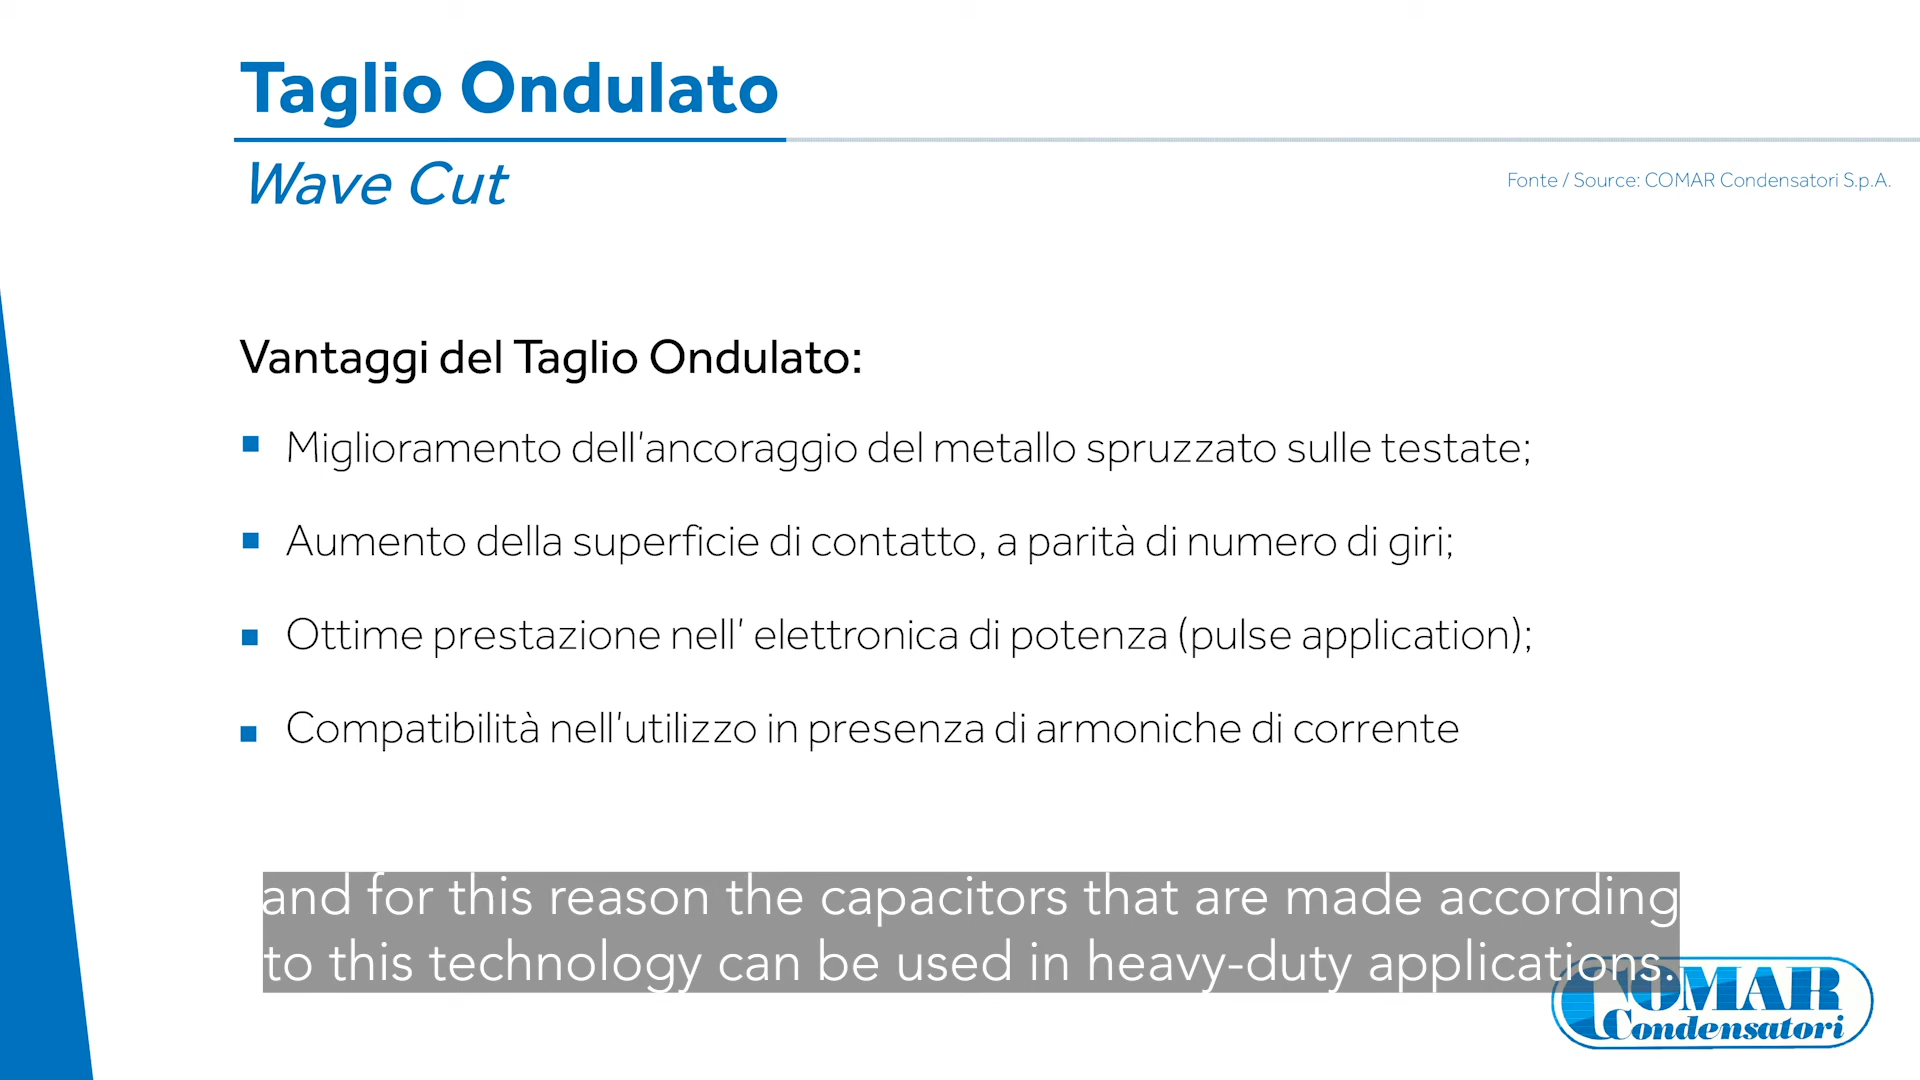 Taglio Ondulato
Wave Cut
Fonte / Source: COMAR Condensatori S.p.A.
Vantaggi del Taglio Ondulato:
Miglioramento dell'ancoraggio del metallo spruzzato sulle testate;
Aumento della superficie di contatto, a parità di numero di giri;
Ottime prestazione nell' elettronica di potenza (pulse application);
Compatibilità nell'utilizzo in presenza di armoniche di corrente
and for this reason the capacitors that are made according
to this technology can be used in heavy-duty applications.
COMAR
Condensatori